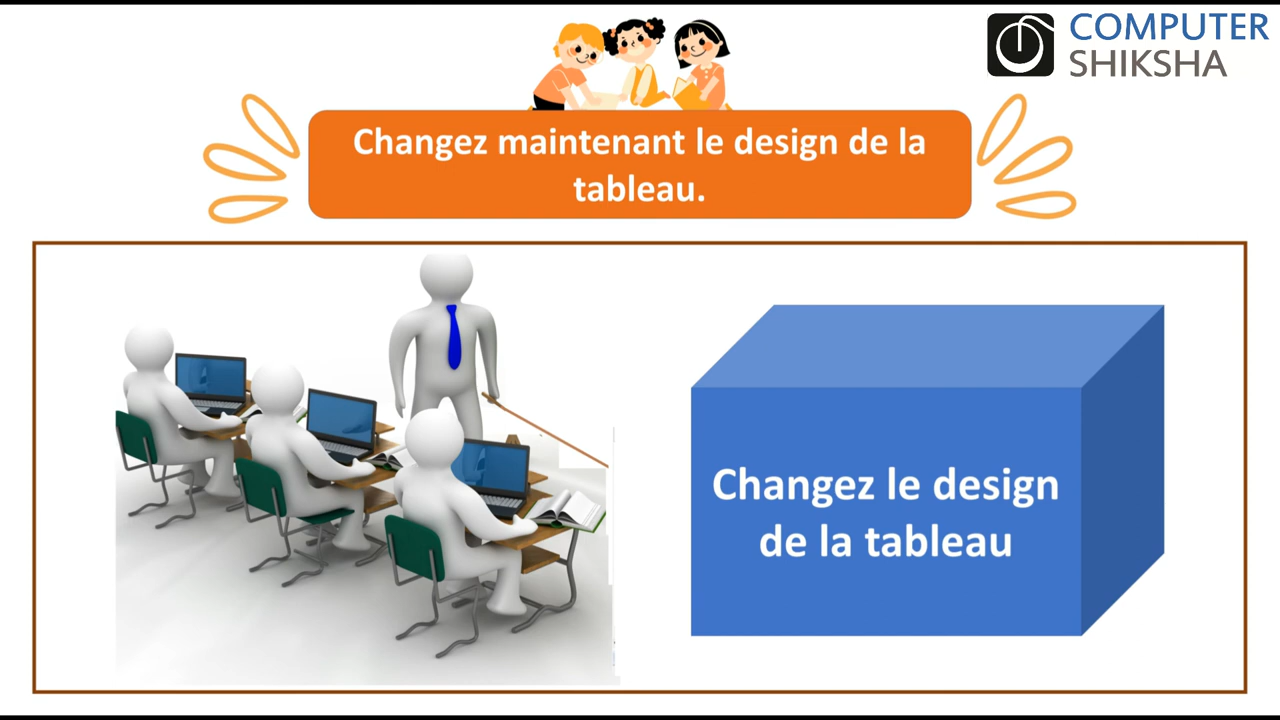 COMPUTER
SHIKSHA
Changez maintenant le design de la
tableau.
Changez le design
de la tableau